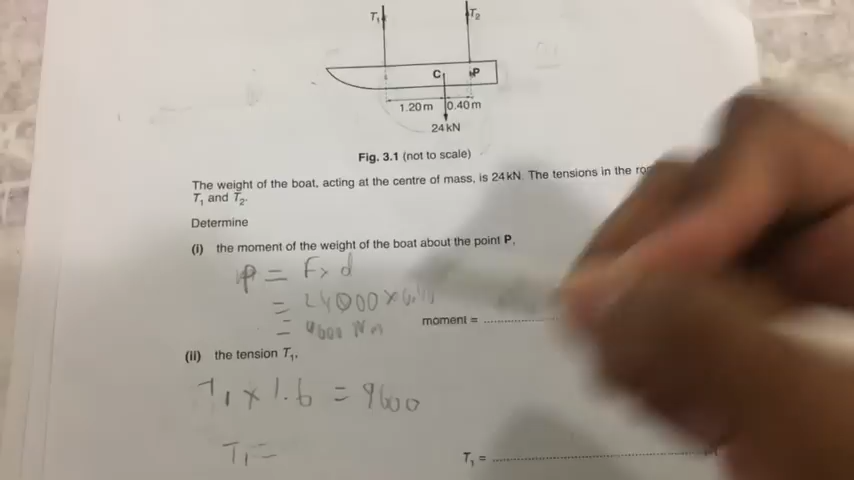 T1 T2
C P
1.20 m 0.40 m
24 kN
Fig. 3.1 (not to scale)
The weight of the boat, acting at the centre of mass, is 24 kN. The tensions in the
T1 and T2.
Determine
(i) the moment of the weight of the boat about the point P,
= F x d
= 24000 x
= 9600 Nm
moment = ....................
(ii) the tension T1,
T1 x 1.6 = 9600
T1 =
T1 = ........................................